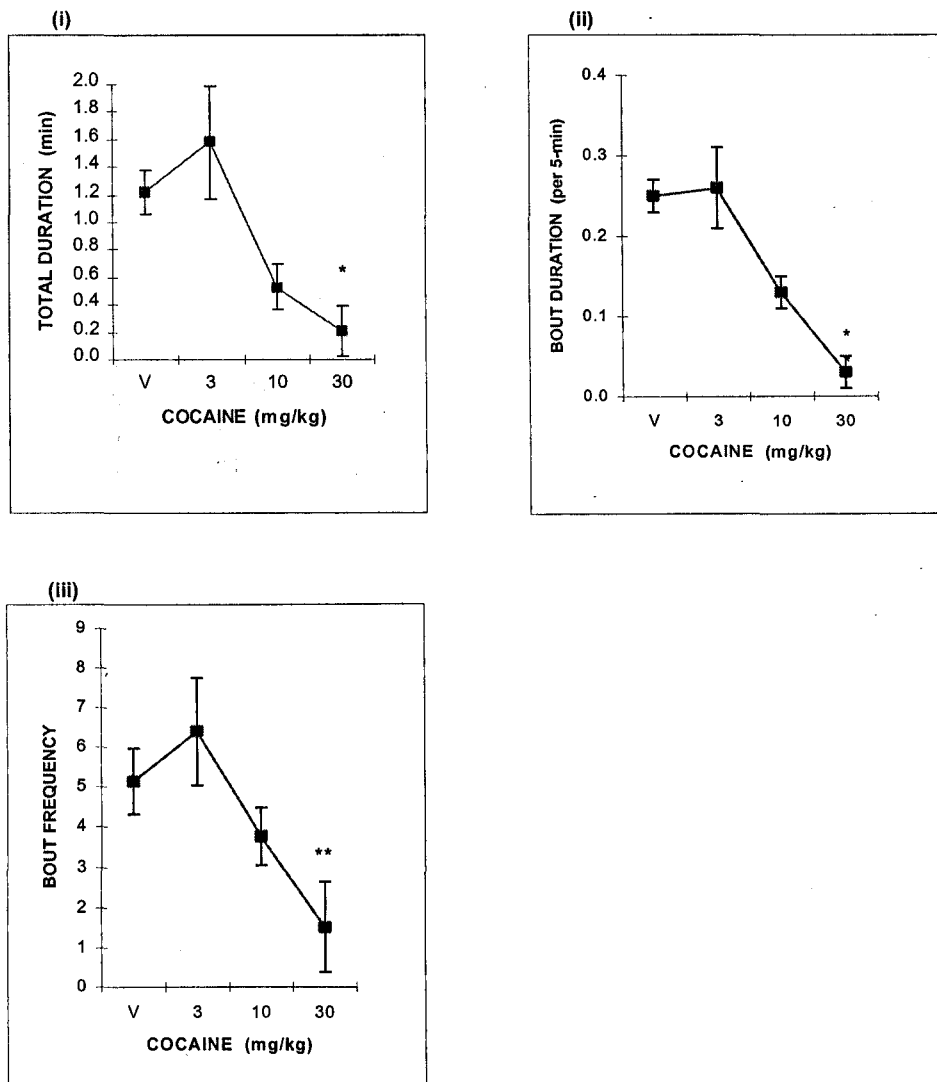 (i)
TOTAL DURATION (min)
2.0
1.8
1.6
1.4
1.2
1.0
0.8
0.6
0.4
0.2
0.0
*
V 3 10 30
COCAINE (mg/kg)
(ii)
BOUT DURATION (per 5-min)
0.4
0.3
0.2
0.1
0.0
*
*
V 3 10 30
COCAINE (mg/kg)
(iii)
BOUT FREQUENCY
9
8
7
6
5
4
3
2
1
0
**
V 3 10 30
COCAINE (mg/kg)